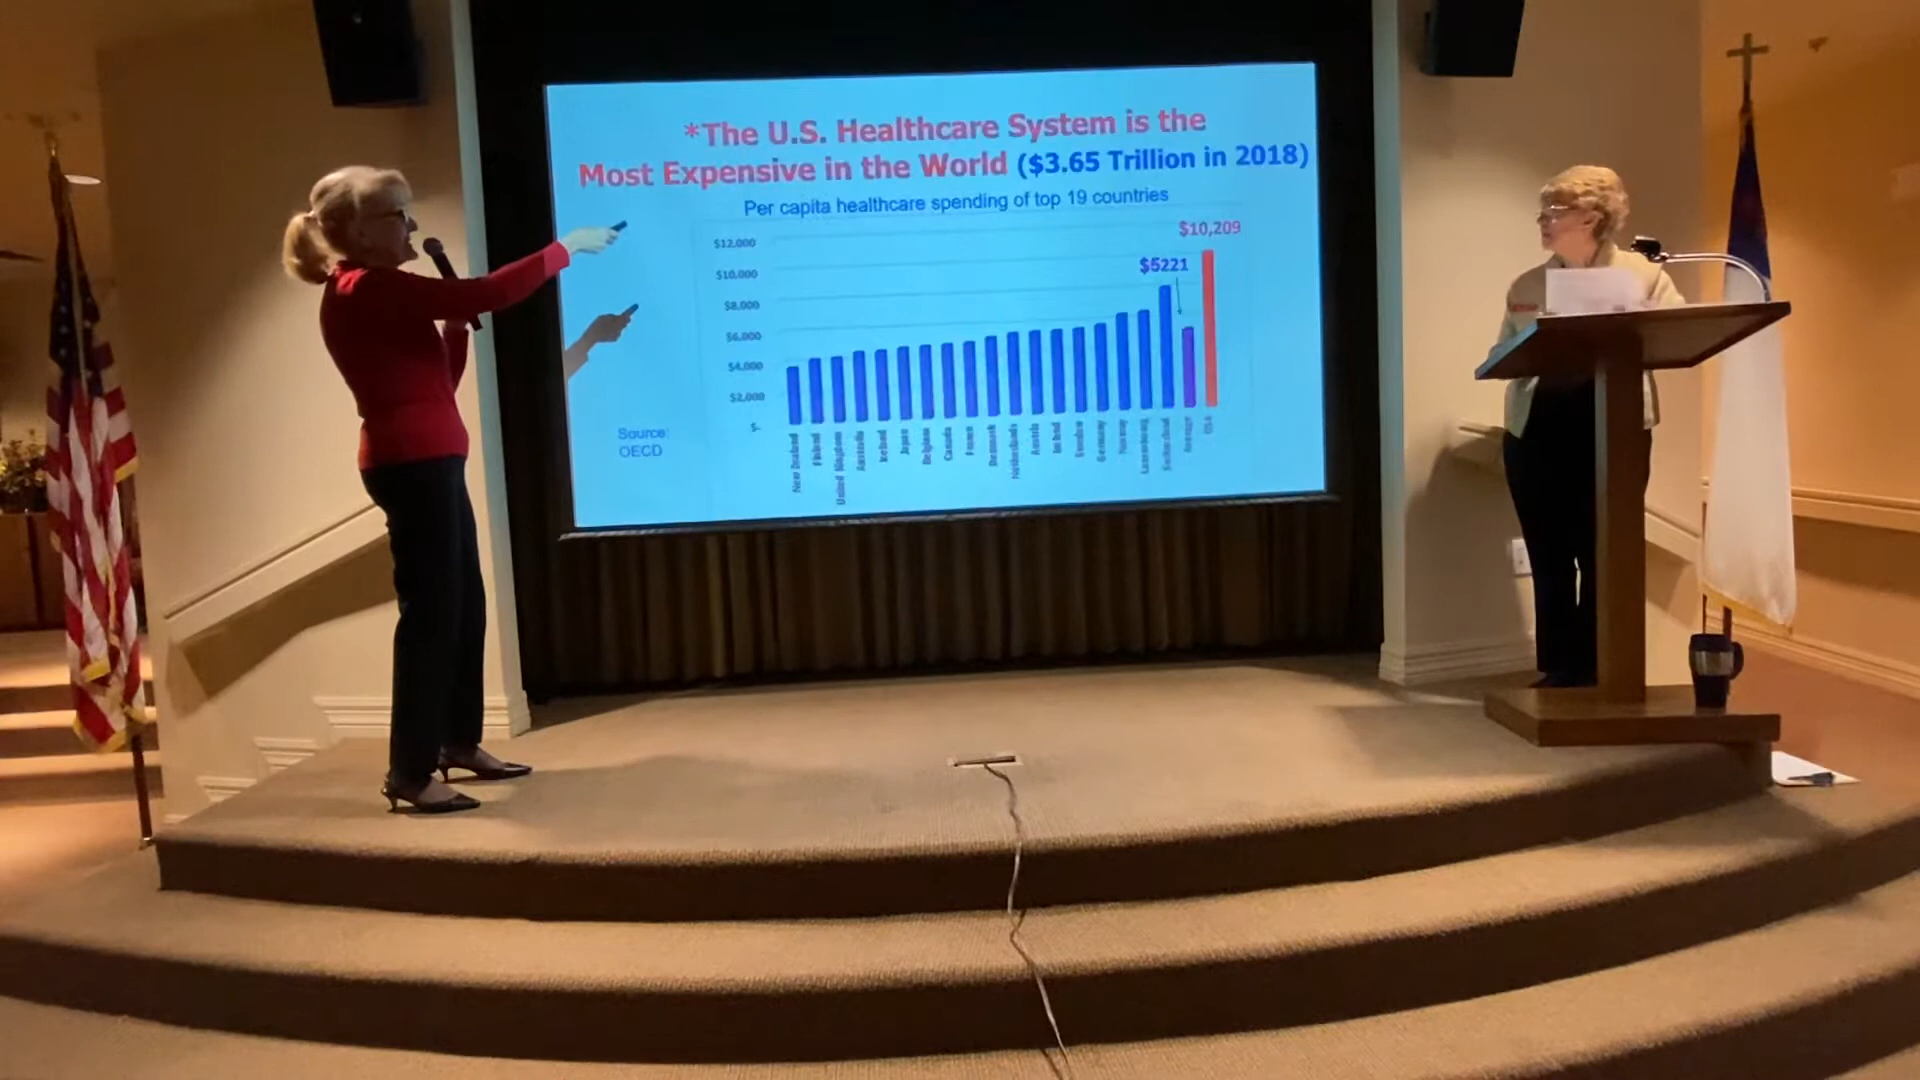 *The U.S. Healthcare System is the
Most Expensive in the World ($3.65 Trillion in 2018)
Per capita healthcare spending of top 19 countries
$10,209
$5221
$12,000
$10,000
$8,000
$6,000
$4,000
$2,000
$-
Source:
OECD
New Zealand
Finland
United Kingdom
Australia
Iceland
Japan
Belgium
Canada
France
Denmark
Netherlands
Austria
Ireland
Sweden
Germany
Norway
Luxembourg
Switzerland
Average
USA